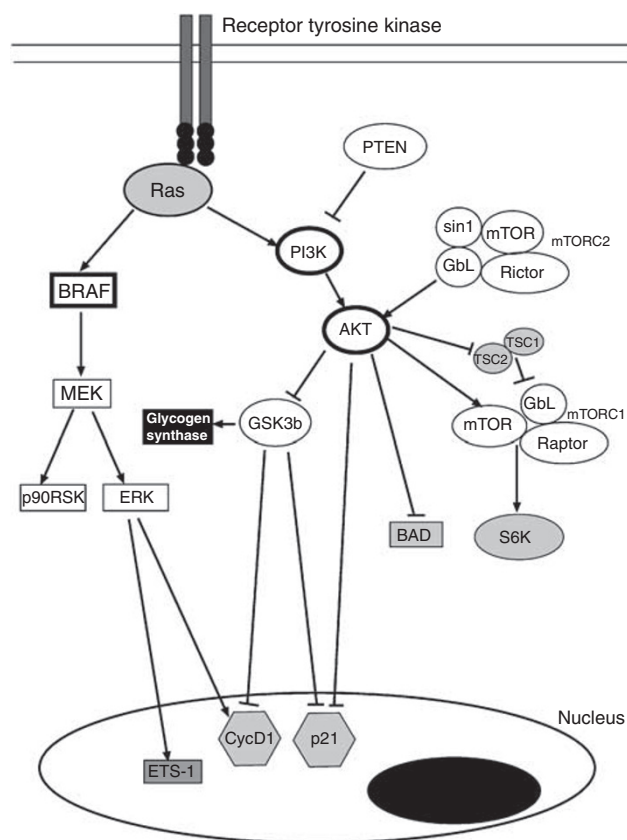 Receptor tyrosine kinase
PTEN
Ras
sin1
mTOR
mTORC2
PI3K
GbL
Rictor
BRAF
AKT
TSC1
TSC2
MEK
GbL
mTORC1
Glycogen
synthase
GSK3b
mTOR
Raptor
p90RSK
ERK
BAD
S6K
Nucleus
CycD1
p21
ETS-1